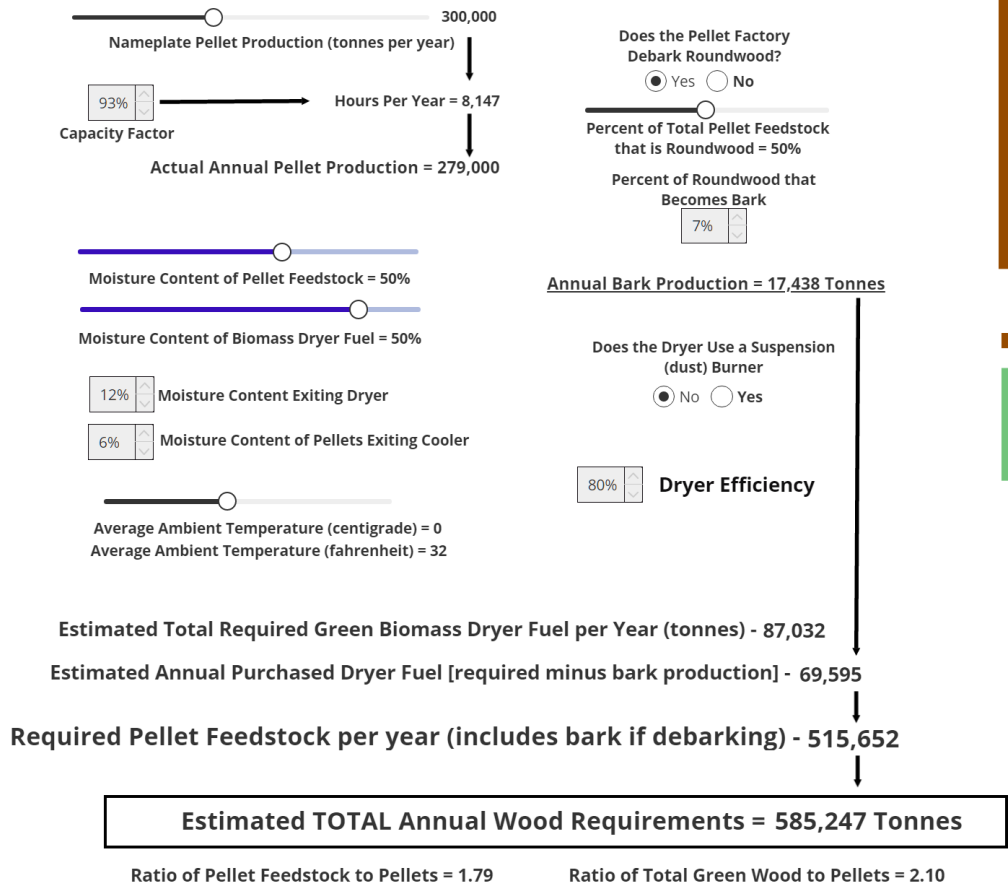 300,000
Nameplate Pellet Production (tonnes per year)
93%
Capacity Factor
Hours Per Year = 8,147
Actual Annual Pellet Production = 279,000
Does the Pellet Factory
Debark Roundwood?
Yes No
Percent of Total Pellet Feedstock
that is Roundwood = 50%
Percent of Roundwood that
Becomes Bark
7%
Annual Bark Production = 17,438 Tonnes
Moisture Content of Pellet Feedstock = 50%
Moisture Content of Biomass Dryer Fuel = 50%
12% Moisture Content Exiting Dryer
6% Moisture Content of Pellets Exiting Cooler
Average Ambient Temperature (centigrade) = 0
Average Ambient Temperature (fahrenheit) = 32
Does the Dryer Use a Suspension
(dust) Burner
No Yes
80% Dryer Efficiency
Estimated Total Required Green Biomass Dryer Fuel per Year (tonnes) - 87,032
Estimated Annual Purchased Dryer Fuel [required minus bark production] - 69,595
Required Pellet Feedstock per year (includes bark if debarking) - 515,652
Estimated TOTAL Annual Wood Requirements = 585,247 Tonnes
Ratio of Pellet Feedstock to Pellets = 1.79
Ratio of Total Green Wood to Pellets = 2.10